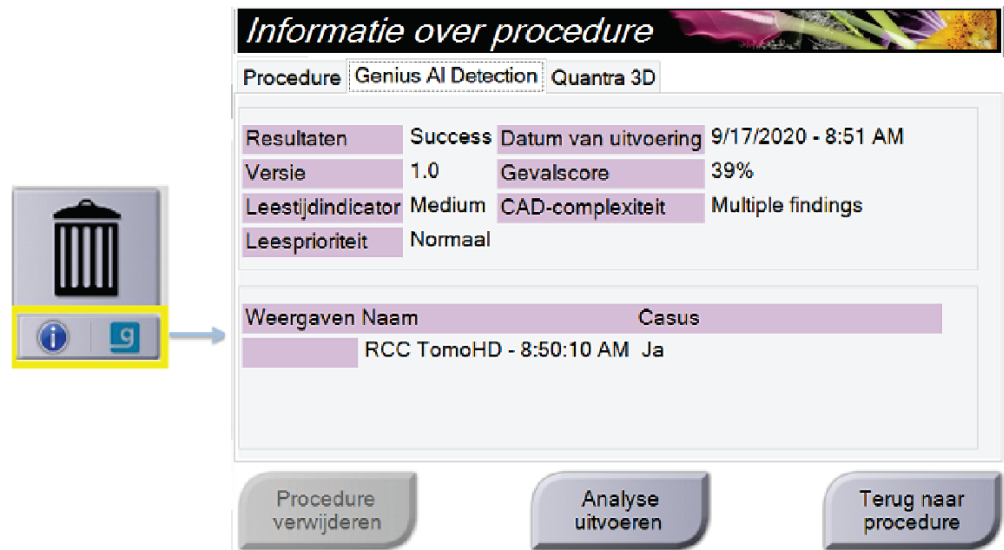 Informatie over procedure
Procedure Genius AI Detection Quantra 3D
Resultaten Success Datum van uitvoering 9/17/2020 - 8:51 AM
Versie 1.0 Gevalscore 39%
Leestijdindicator Medium CAD-complexiteit Multiple findings
Leesprioriteit Normaal
Weergaven Naam Casus
RCC TomoHD - 8:50:10 AM Ja
i g
Procedure verwijderen
Analyse uitvoeren
Terug naar procedure